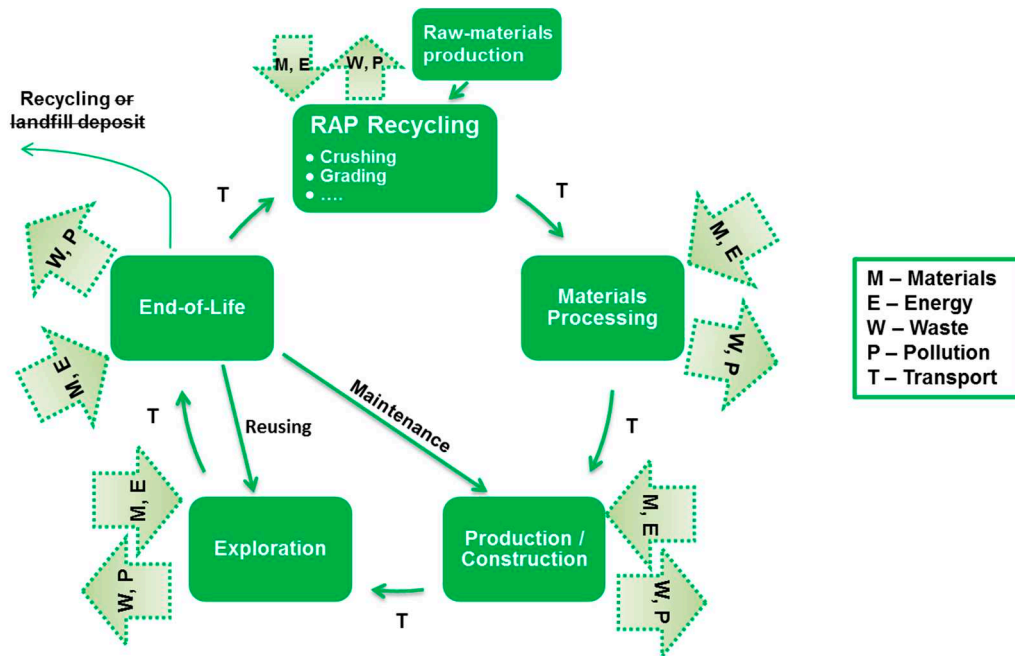 Raw-materials
production
M, E
W, P
Recycling or
landfill deposit
RAP Recycling
● Crushing
● Grading
● ....
T
T
W, P
M, E
End-of-Life
Materials
Processing
M – Materials
E – Energy
W – Waste
P – Pollution
T – Transport
M, E
W, P
T
Reusing
Maintenance
T
M, E
M, E
Exploration
Production /
Construction
W, P
W, P
T